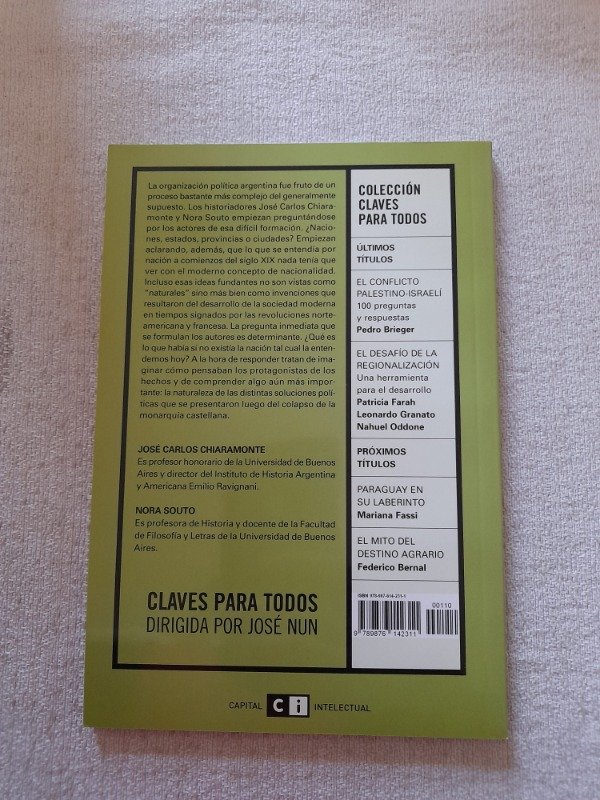 La organización política argentina fue fruto de un
proceso bastante más complejo del generalmente
supuesto. Los historiadores José Carlos Chiara-
monte y Nora Souto empiezan preguntándose
por los actores de esa difícil formación. ¿Nacio-
nes, estados, provincias o ciudades? Empiezan
aclarando, además, que lo que se entendía por
nación a comienzos del siglo XIX nada tenía que
ver con el moderno concepto de nacionalidad.
Incluso esas ideas fundantes no son vistas como
"naturales" sino más bien como invenciones que
resultaron del desarrollo de la sociedad moderna
en tiempos signados por las revoluciones norte-
americana y francesa. La pregunta inmediata que
se formulan los autores es determinante. ¿Qué es
lo que había si no existía la nación tal cual la enten-
demos hoy? A la hora de responder tratan de ima-
ginar cómo pensaban los protagonistas de los
hechos y de comprender algo aún más impor-
tante: la naturaleza de las distintas soluciones polí-
ticas que se presentaron luego del colapso de la
monarquía castellana.
JOSÉ CARLOS CHIARAMONTE
Es profesor honorario de la Universidad de Buenos
Aires y director del Instituto de Historia Argentina
y Americana Emilio Ravignani.
NORA SOUTO
Es profesora de Historia y docente de la Facultad
de Filosofía y Letras de la Universidad de Buenos
Aires.
CLAVES PARA TODOS
DIRIGIDA POR JOSÉ NUN
COLECCIÓN
CLAVES
PARA TODOS
ÚLTIMOS
TÍTULOS
EL CONFLICTO
PALESTINO-ISRAELÍ
100 preguntas
y respuestas
Pedro Brieger
EL DESAFÍO DE LA
REGIONALIZACIÓN
Una herramienta
para el desarrollo
Patricia Farah
Leonardo Granato
Nahuel Oddone
PRÓXIMOS
TÍTULOS
PARAGUAY EN
SU LABERINTO
Mariana Fassi
EL MITO DEL
DESTINO AGRARIO
Federico Bernal
ISBN 978-987-614-231-1
00110
9 789876 142311
CAPITAL Ci INTELECTUAL